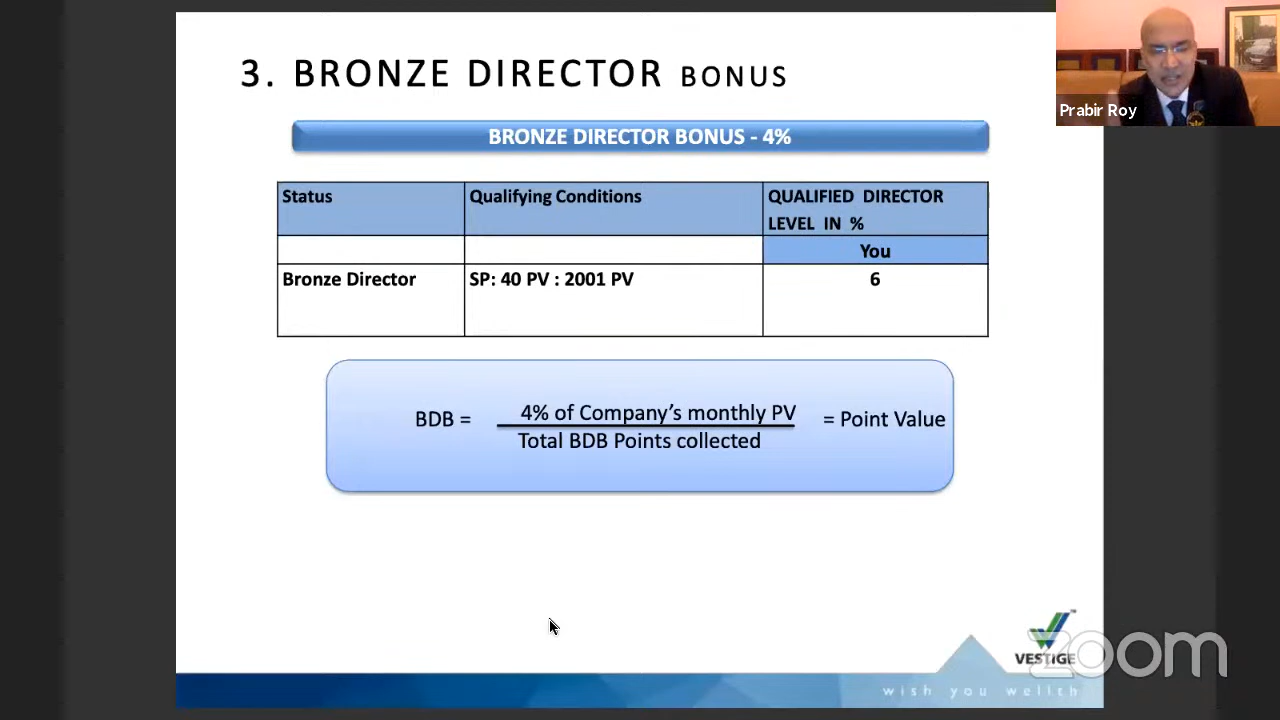 3. BRONZE DIRECTOR BONUS
Prabir Roy
BRONZE DIRECTOR BONUS - 4%
Status
Qualifying Conditions
QUALIFIED DIRECTOR
LEVEL IN %
You
Bronze Director
SP: 40 PV : 2001 PV
6
BDB =
4% of Company's monthly PV
Total BDB Points collected
= Point Value
VESTIGE
TM
zoom
wish you wellth